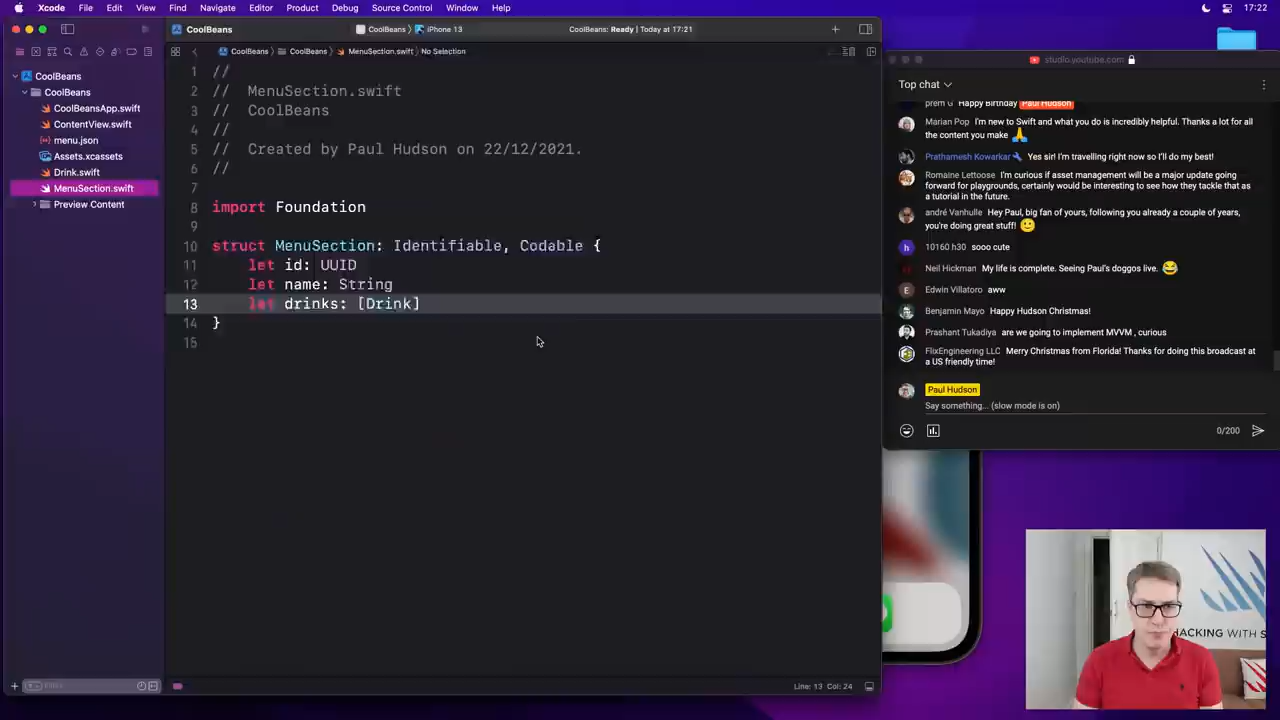 Xcode File Edit View Find Navigate Editor Product Debug Source Control Window Help 17:22
CoolBeans CoolBeans iPhone 13 CoolBeans: Ready | Today at 17:21
CoolBeans CoolBeans MenuSection.swift No Selection
CoolBeans
CoolBeans
CoolBeansApp.swift
ContentView.swift
menu.json
Assets.xcassets
Drink.swift
MenuSection.swift
Preview Content
1 //
2 // MenuSection.swift
3 // CoolBeans
4 //
5 // Created by Paul Hudson on 22/12/2021.
6 //
7
8 import Foundation
9
10 struct MenuSection: Identifiable, Codable {
11 let id: UUID
12 let name: String
13 let drinks: [Drink]
14 }
15
Line: 13 Col: 24
studio.youtube.com
Top chat
prem G Happy Birthday Paul Hudson
Marian Pop I'm new to Swift and what you do is incredibly helpful. Thanks a lot for all
the content you make 🙏
Prathamesh Kowarkar Yes sir! I'm travelling right now so I'll do my best!
Romaine Lettoose I'm curious if asset management will be a major update going
forward for playgrounds, certainly would be interesting to see how they tackle that as
a tutorial in the future.
andré Vanhulle Hey Paul, big fan of yours, following you already a couple of years,
you're doing great stuff! 🙂
h 10160 h30 sooo cute
Neil Hickman My life is complete. Seeing Paul's doggos live. 😂
E Edwin Villatoro aww
Benjamin Mayo Happy Hudson Christmas!
Prashant Tukadiya are we going to implement MVVM , curious
FlixEngineering LLC Merry Christmas from Florida! Thanks for doing this broadcast at
a US friendly time!
Paul Hudson
Say something... (slow mode is on)
0/200
HACKING WITH S